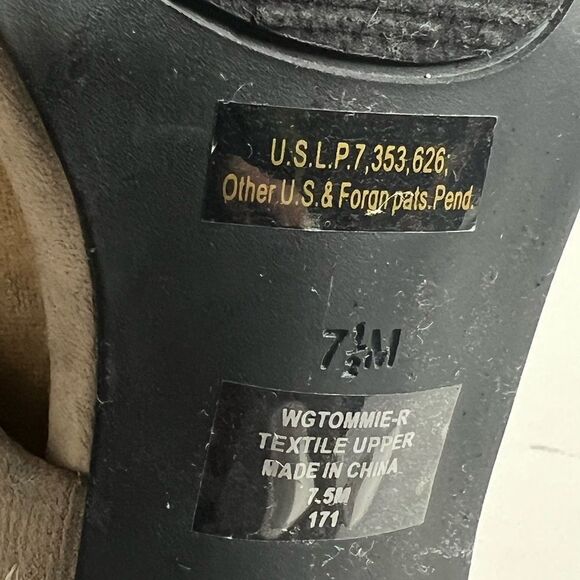 U.S.L.P.7,353,626;
Other U.S.& Forgn pats.Pend.
7½M
WGTOMMIE-R
TEXTILE UPPER
MADE IN CHINA
7.5M
171